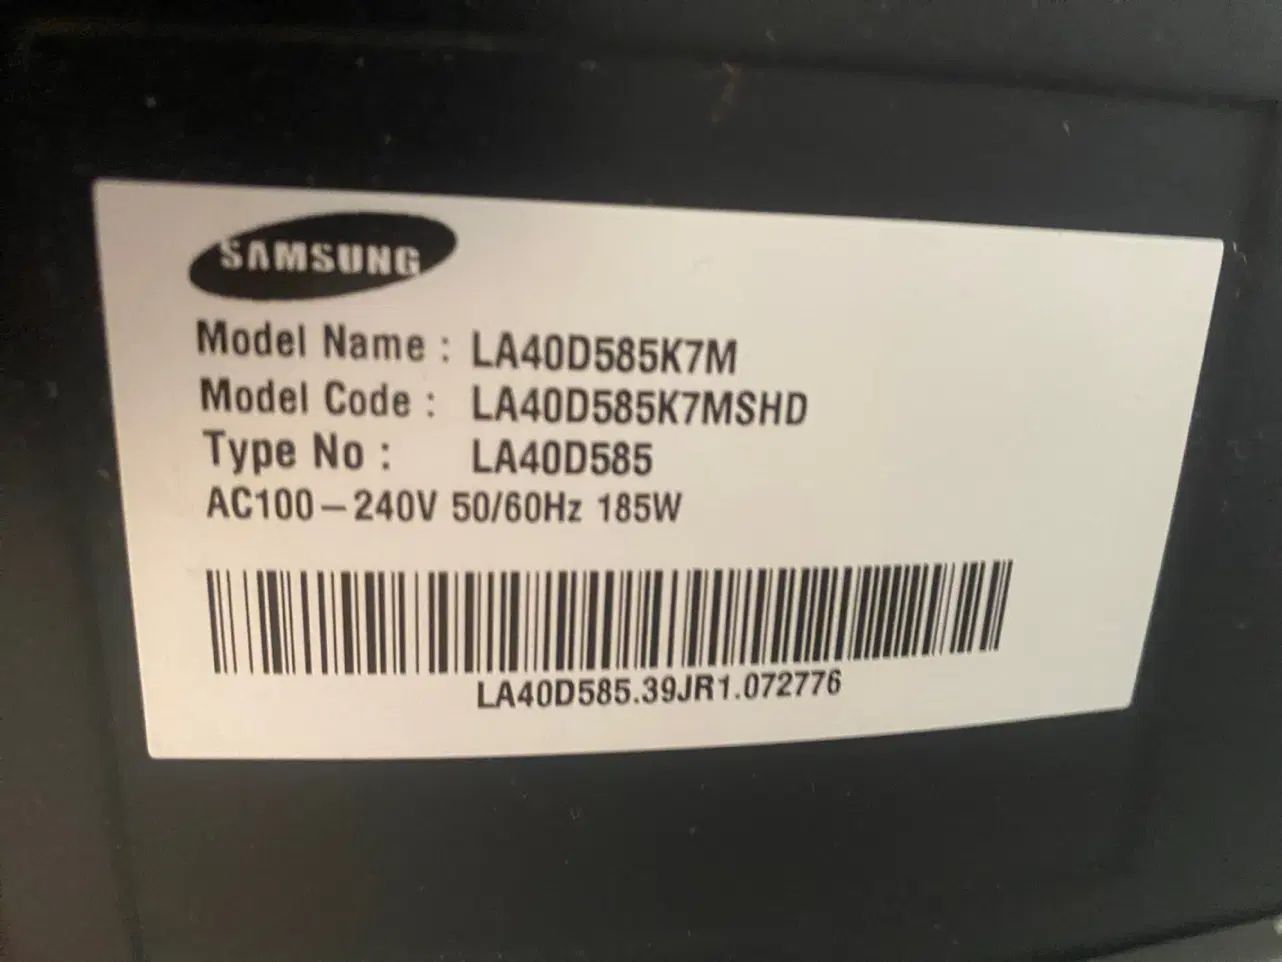 SAMSUNG
Model Name : LA40D585K7M
Model Code : LA40D585K7MSHD
Type No : LA40D585
AC100-240V 50/60Hz 185W
LA40D585.39JR1.072776